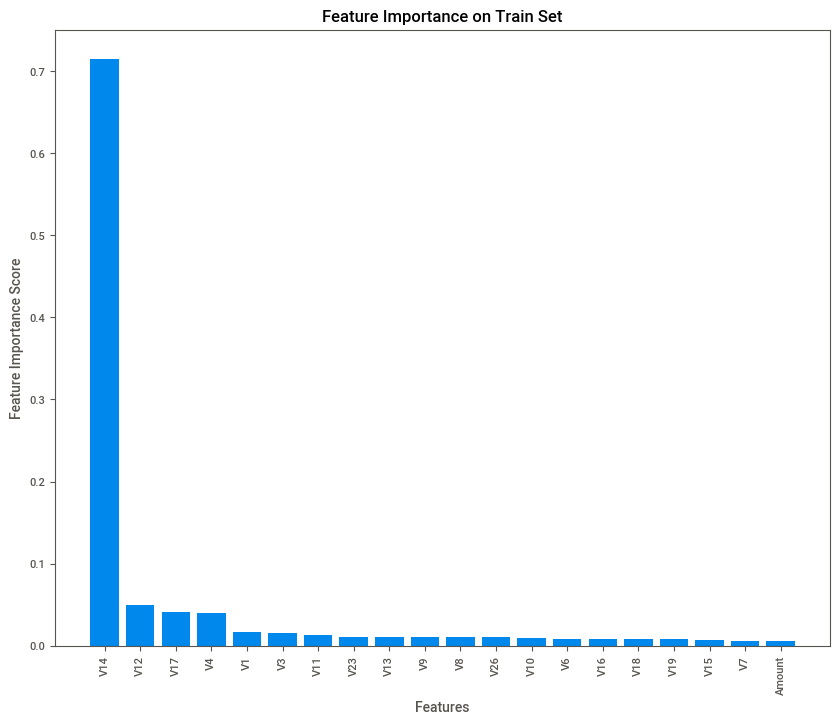 Feature Importance on Train Set
Feature Importance Score
0.7
0.6
0.5
0.4
0.3
0.2
0.1
0.0
V14 V12 V17 V4 V1 V3 V11 V23 V13 V9 V8 V26 V10 V6 V16 V18 V19 V15 V7 Amount
Features